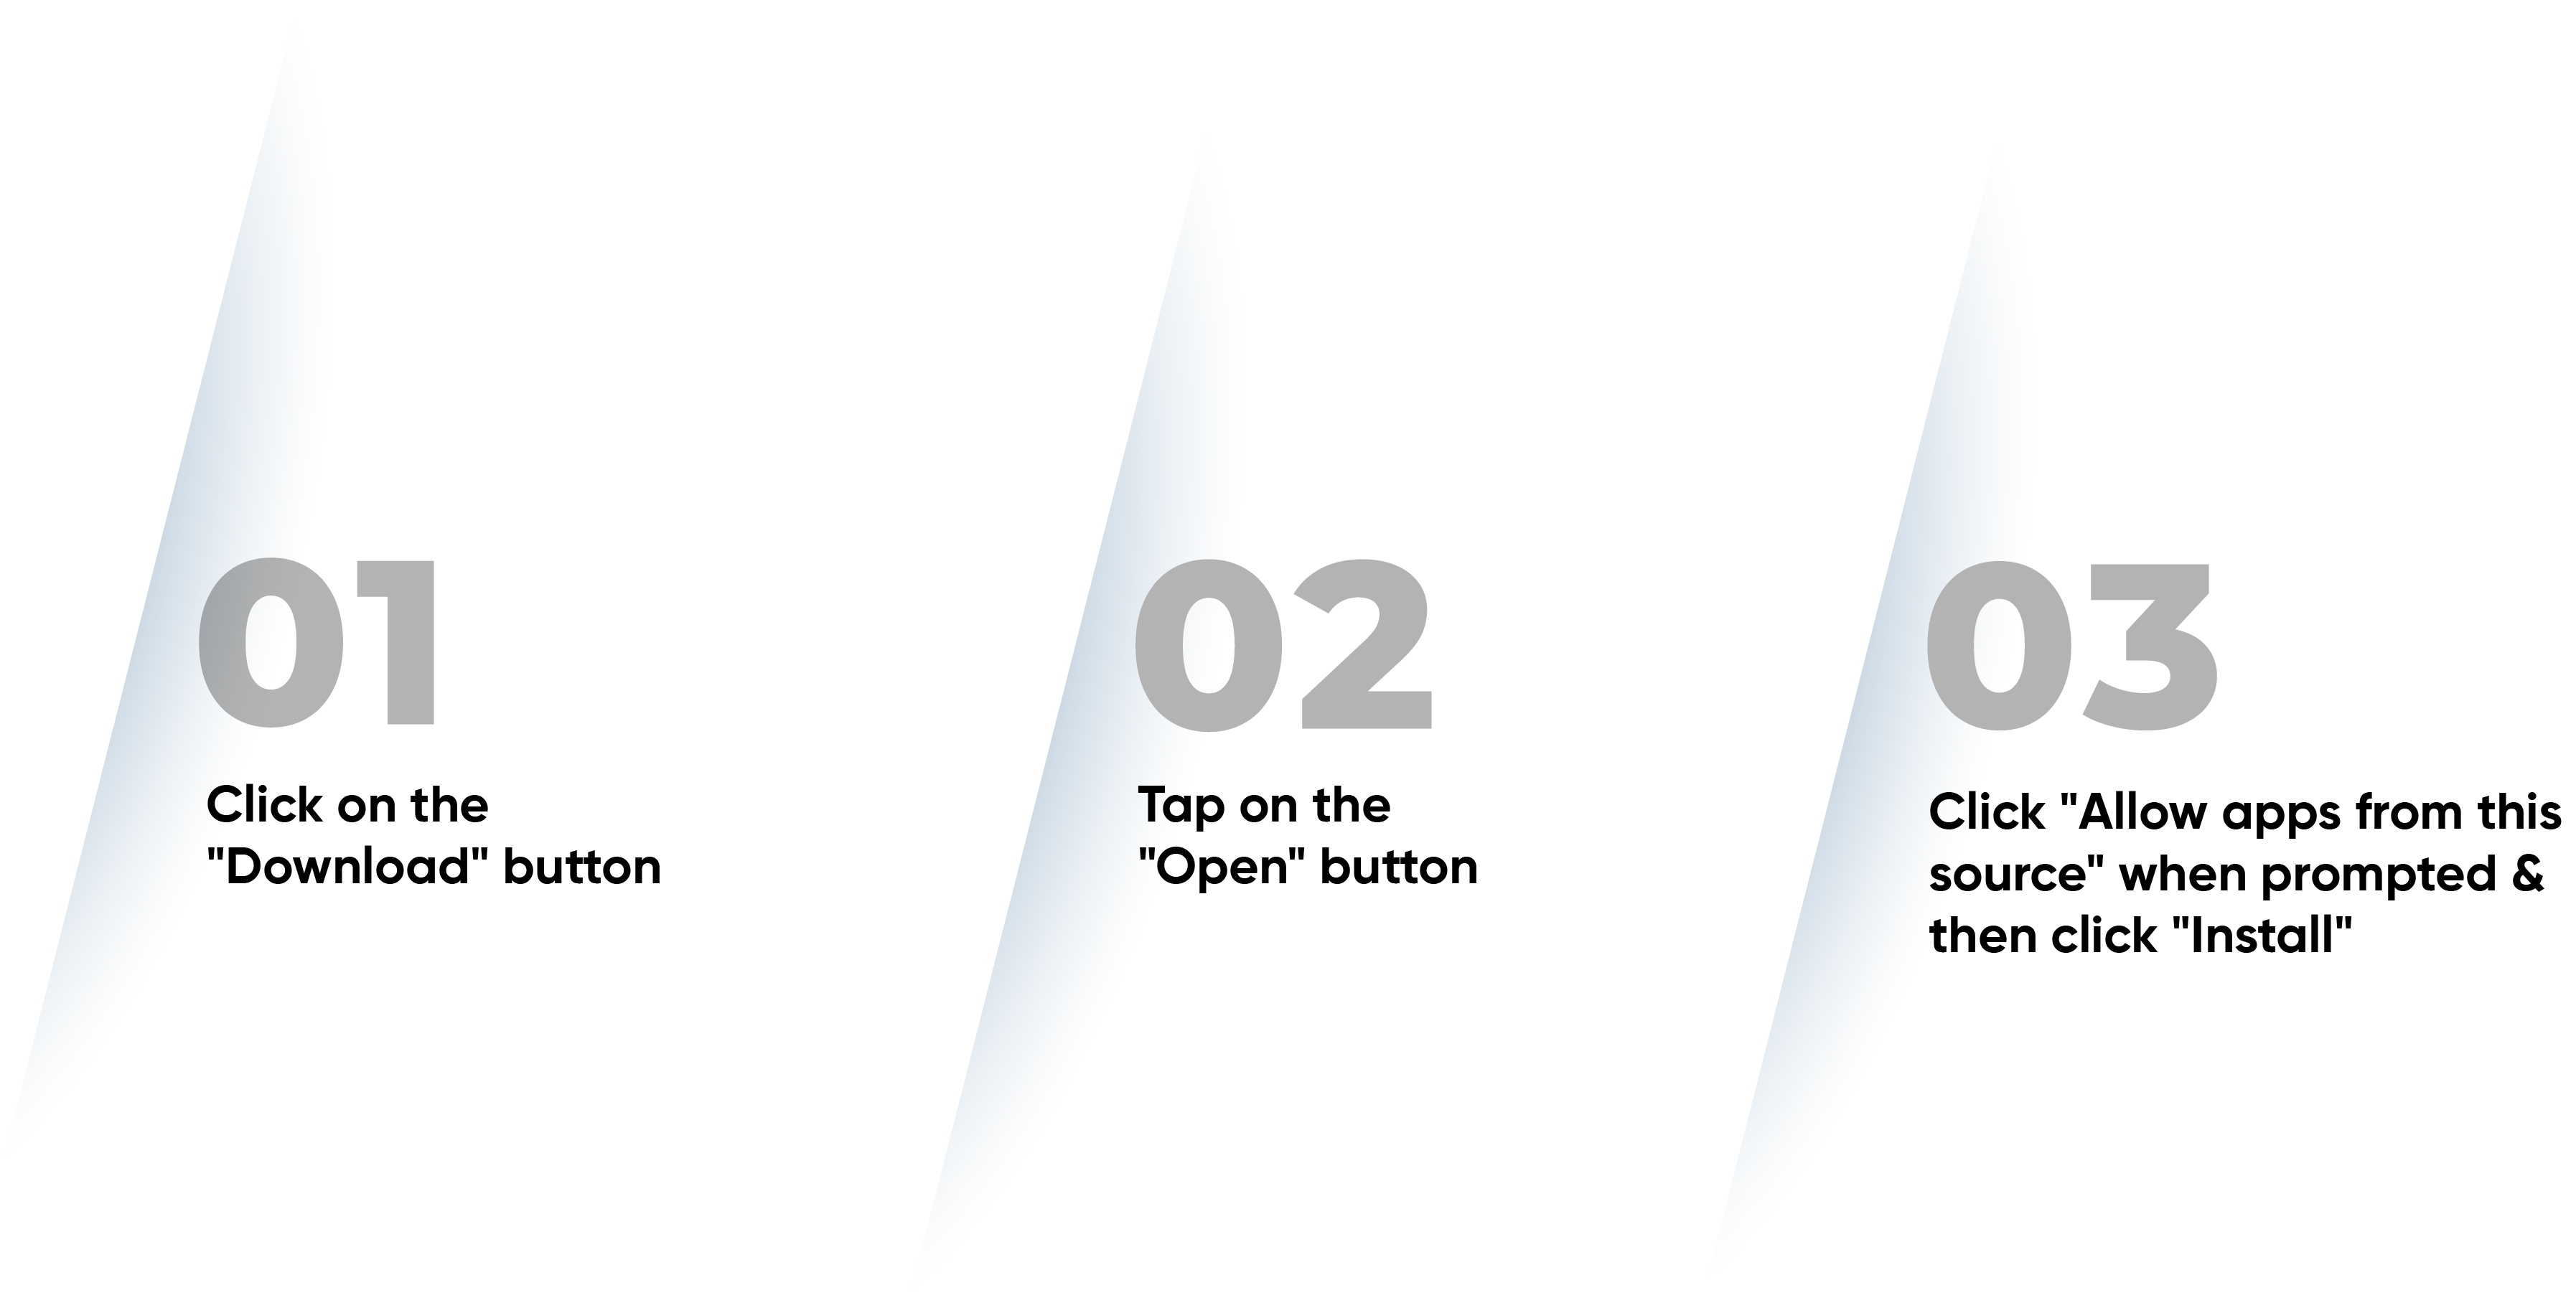 01
Click on the
"Download" button
02
Tap on the
"Open" button
03
Click "Allow apps from this
source" when prompted &
then click "Install"